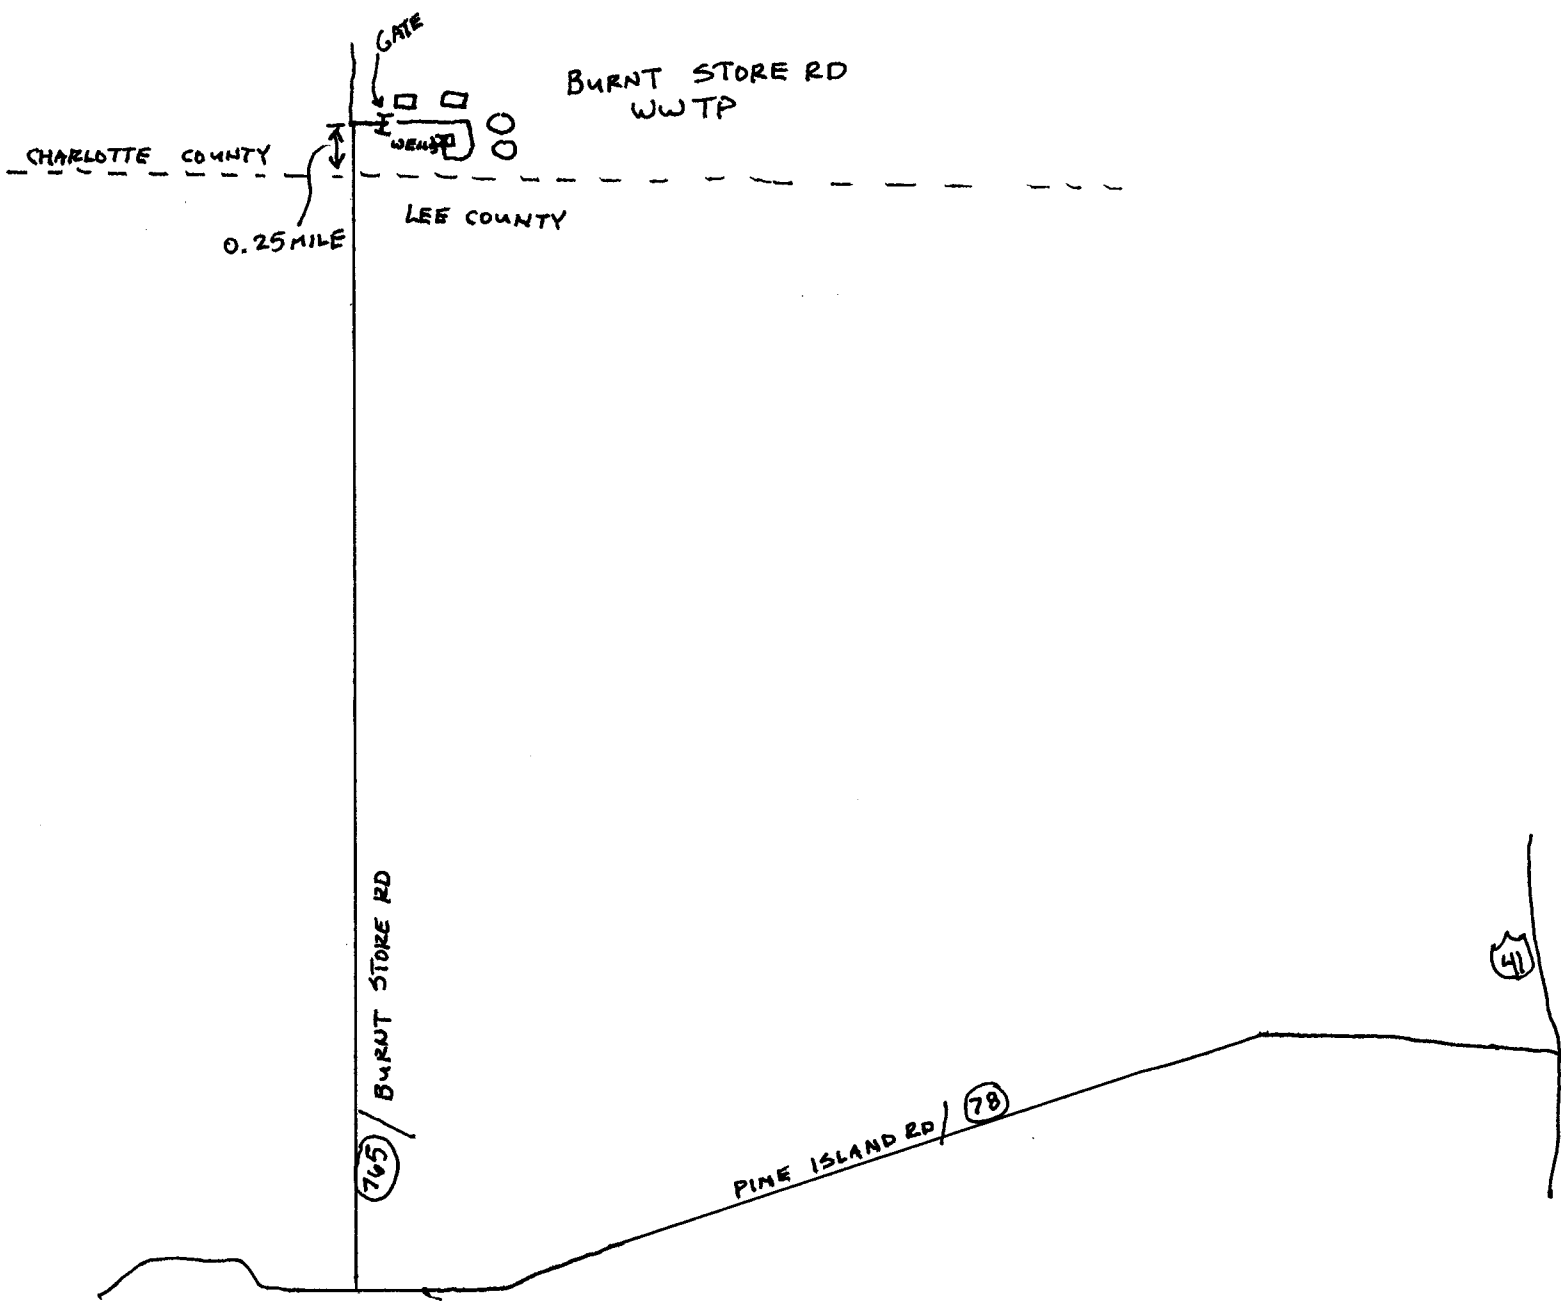 GATE
BURNT STORE RD
WWTP
WELL
CHARLOTTE COUNTY
LEE COUNTY
0.25 MILE
765 / BURNT STORE RD
41
PINE ISLAND RD / 78